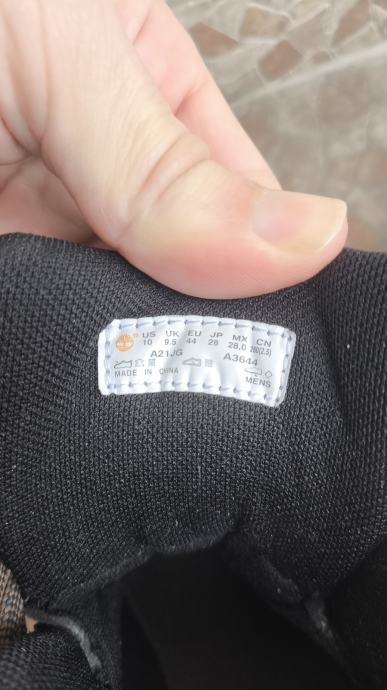 US UK EU JP MX CN
10 9.5 44 28 28.0 280(2.5)
A21JG A3644
MADE IN CHINA MENS